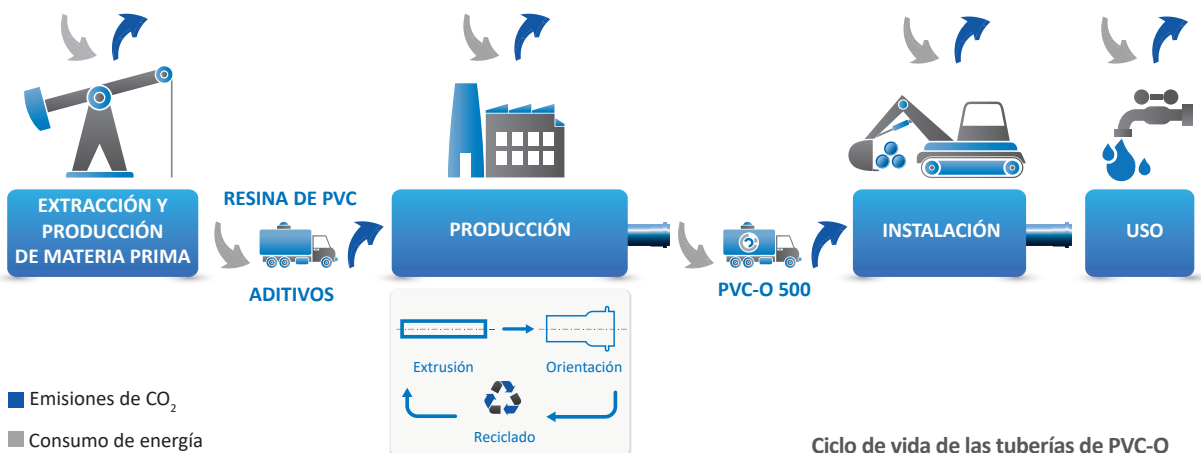 EXTRACCIÓN Y
PRODUCCIÓN
DE MATERIA PRIMA
RESINA DE PVC
ADITIVOS
PRODUCCIÓN
PVC-O 500
INSTALACIÓN
USO
Extrusión
Orientación
Reciclado
Emisiones de CO₂
Consumo de energía
Ciclo de vida de las tuberías de PVC-O